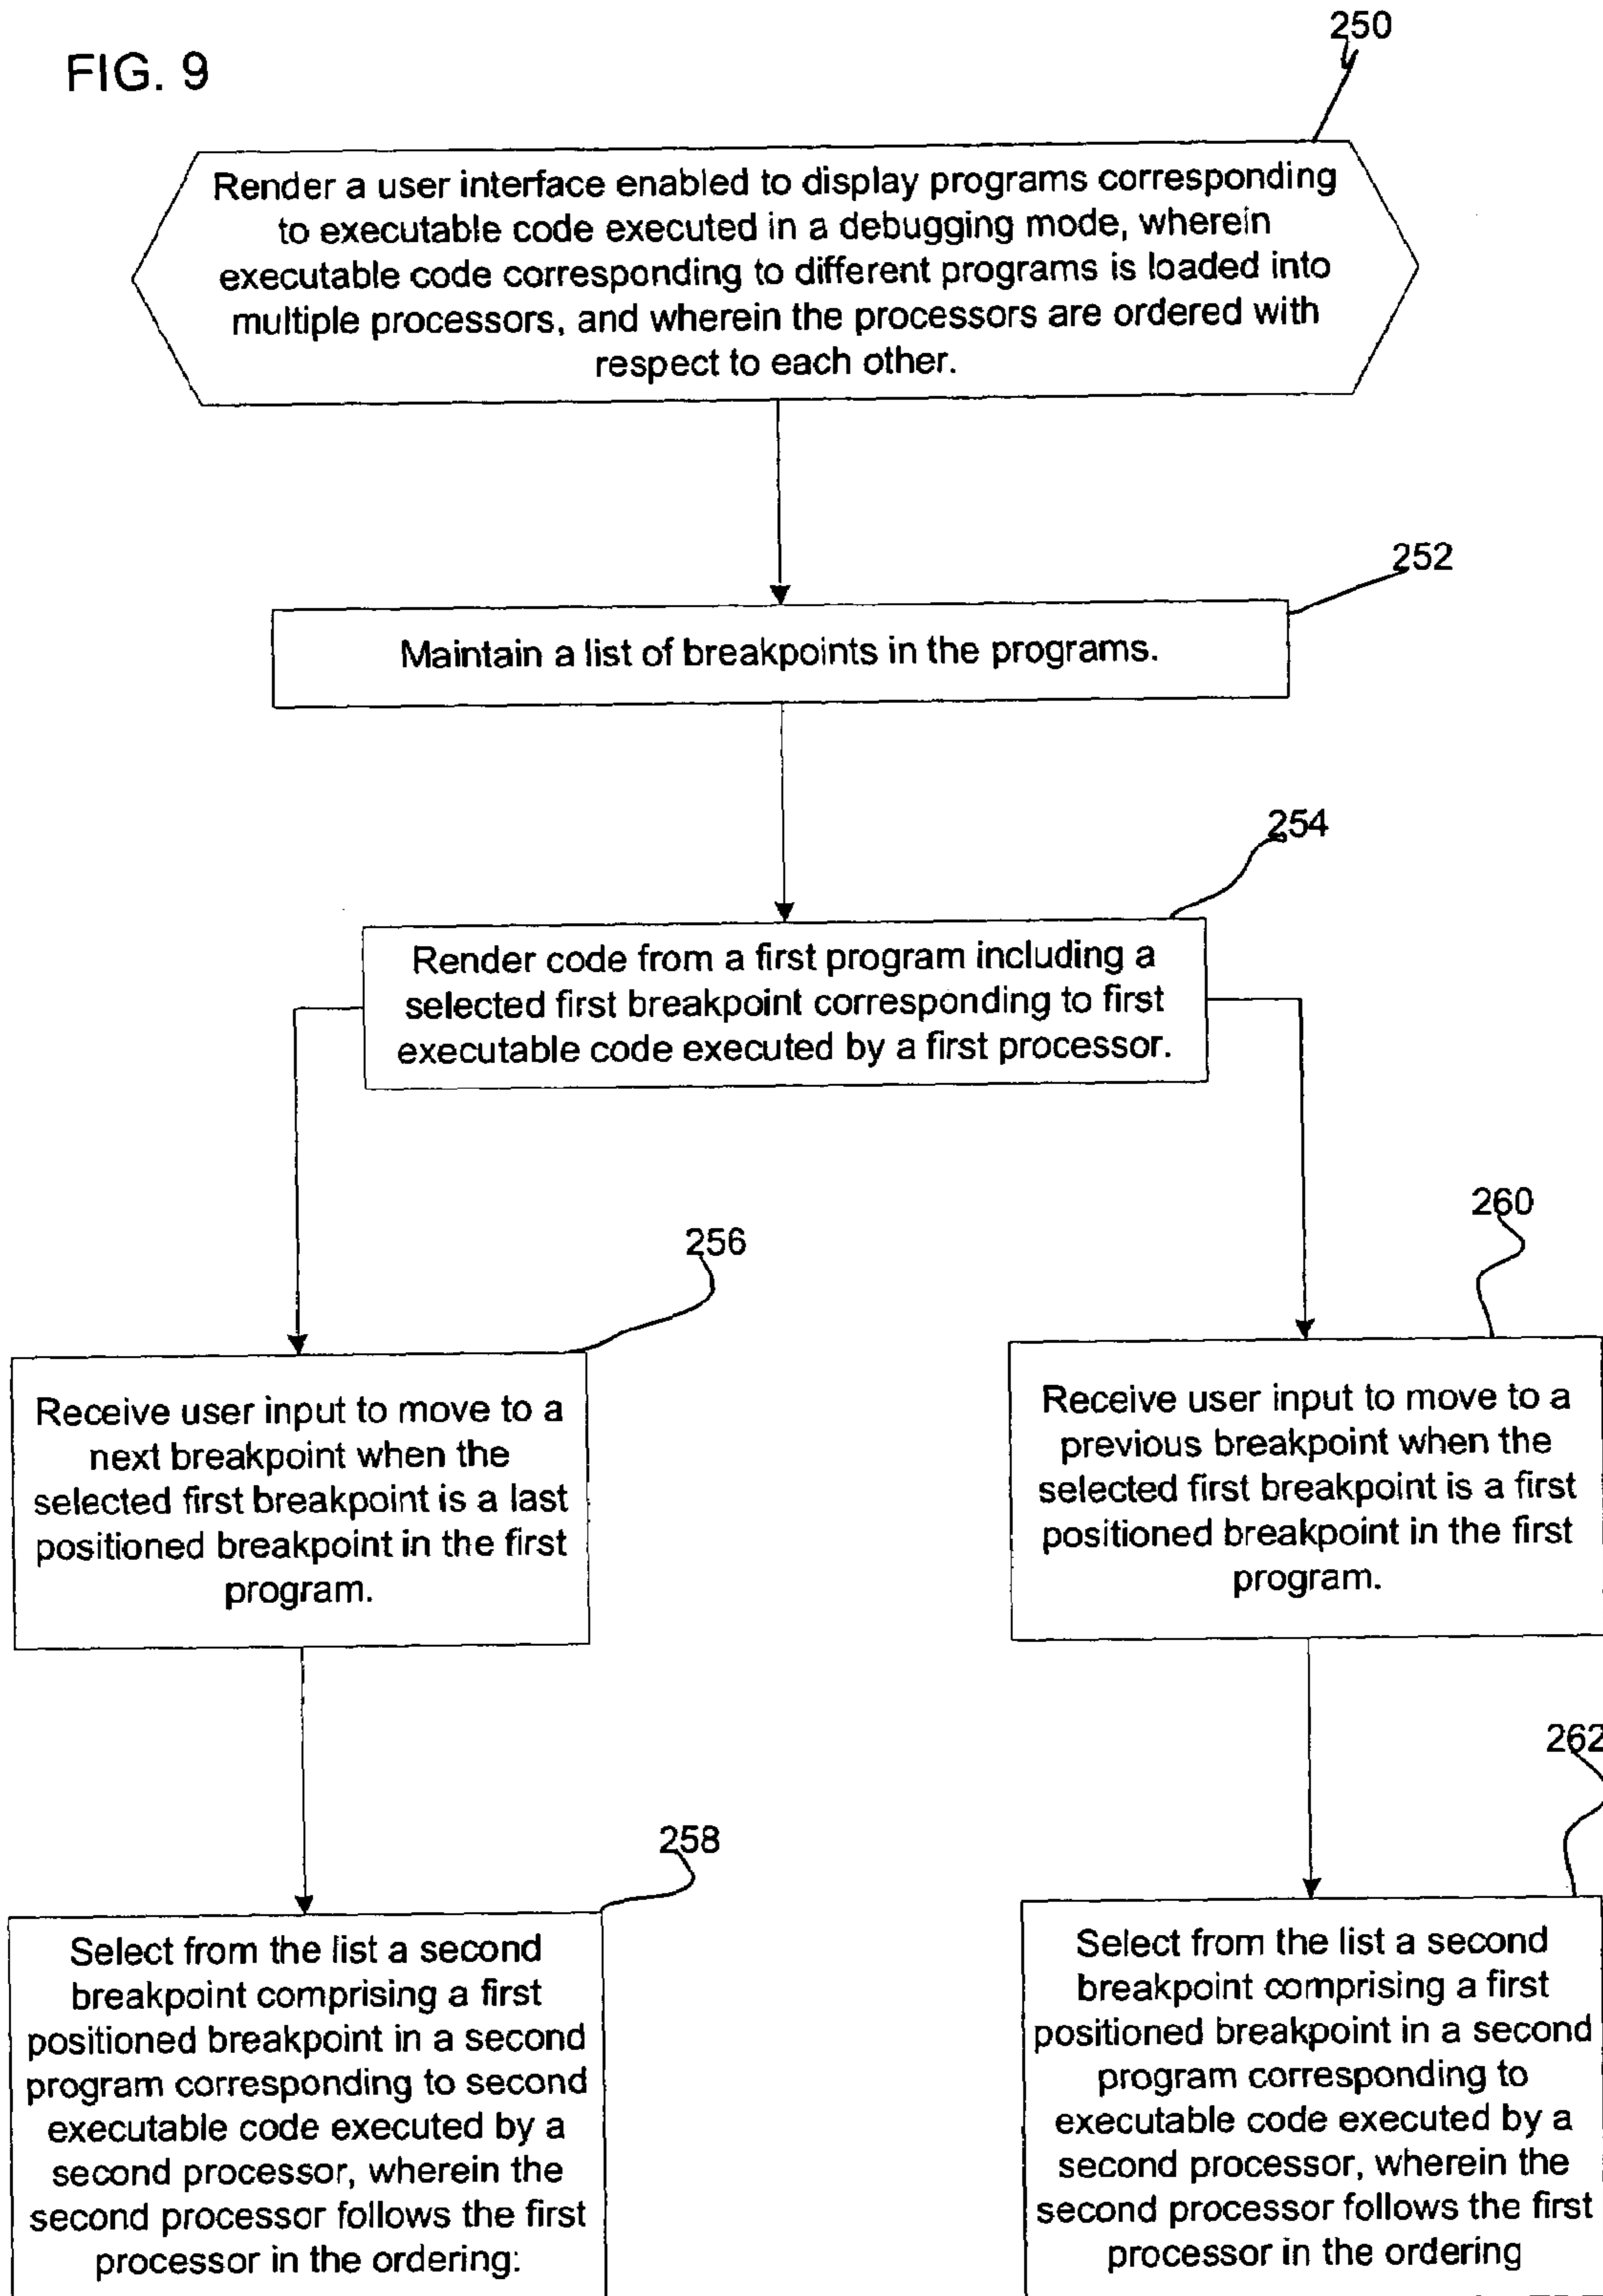 FIG. 9
250
Render a user interface enabled to display programs corresponding
to executable code executed in a debugging mode, wherein
executable code corresponding to different programs is loaded into
multiple processors, and wherein the processors are ordered with
respect to each other.
252
Maintain a list of breakpoints in the programs.
254
Render code from a first program including a
selected first breakpoint corresponding to first
executable code executed by a first processor.
256
Receive user input to move to a
next breakpoint when the
selected first breakpoint is a last
positioned breakpoint in the first
program.
260
Receive user input to move to a
previous breakpoint when the
selected first breakpoint is a first
positioned breakpoint in the first
program.
258
Select from the list a second
breakpoint comprising a first
positioned breakpoint in a second
program corresponding to second
executable code executed by a
second processor, wherein the
second processor follows the first
processor in the ordering:
262
Select from the list a second
breakpoint comprising a first
positioned breakpoint in a second
program corresponding to
executable code executed by a
second processor, wherein the
second processor follows the first
processor in the ordering